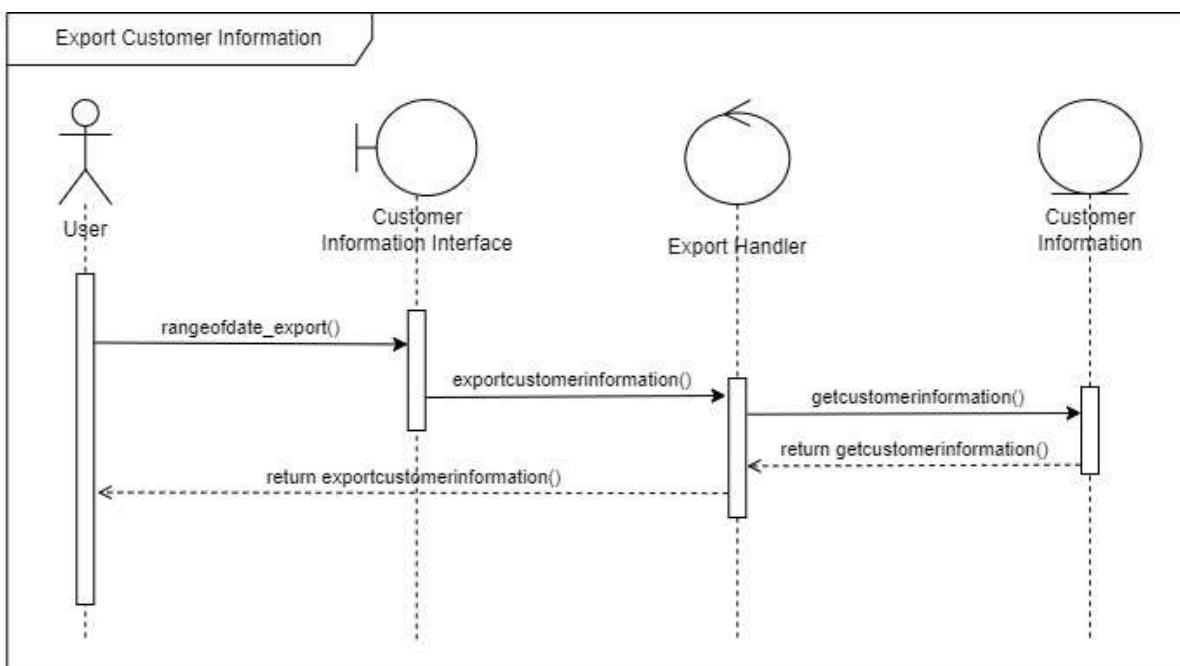 Export Customer Information
User
Customer
Information Interface
Export Handler
Customer
Information
rangeofdate_export()
exportcustomerinformation()
getcustomerinformation()
return getcustomerinformation()
return exportcustomerinformation()